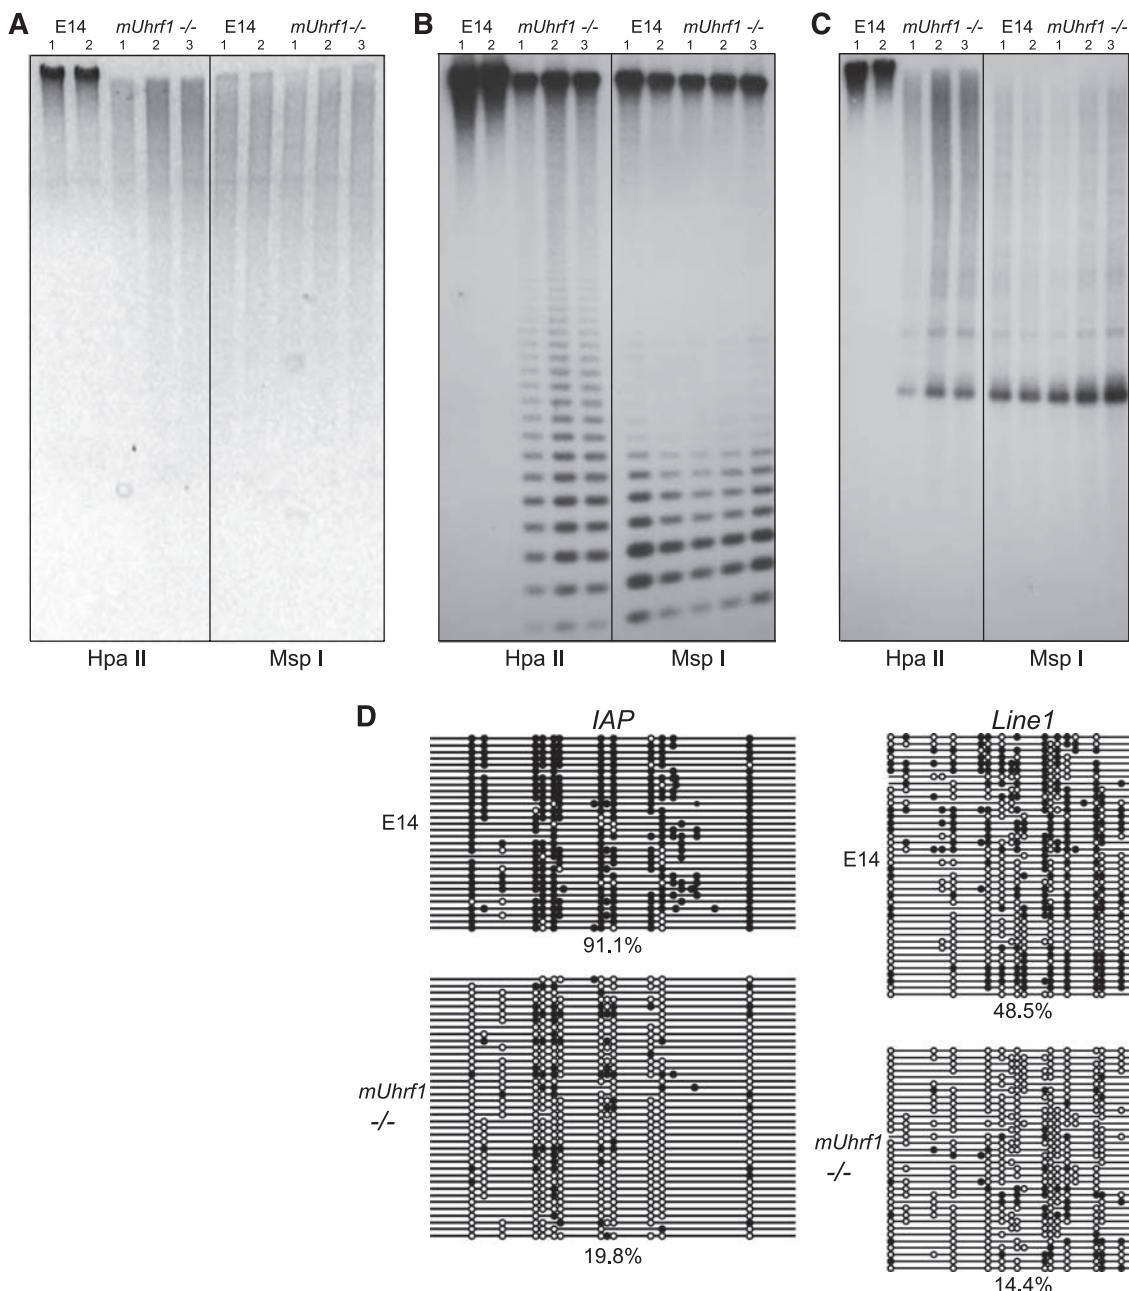 A E14 mUhrf1 -/- E14 mUhrf1-/-
1 2 1 2 3 1 2 1 2 3
Hpa II Msp I
B E14 mUhrf1 -/- E14 mUhrf1 -/-
1 2 1 2 3 1 2 1 2 3
Hpa II Msp I
C E14 mUhrf1 -/- E14 mUhrf1 -/-
1 2 1 2 3 1 2 1 2 3
Hpa II Msp I
D
IAP
E14
91.1%
mUhrf1
-/-
19.8%
Line1
E14
48.5%
mUhrf1
-/-
14.4%